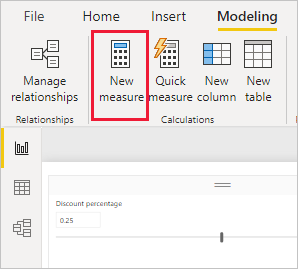 File Home Insert Modeling
Manage relationships
New measure
Quick measure
New column
New table
Relationships
Calculations
Discount percentage
0.25